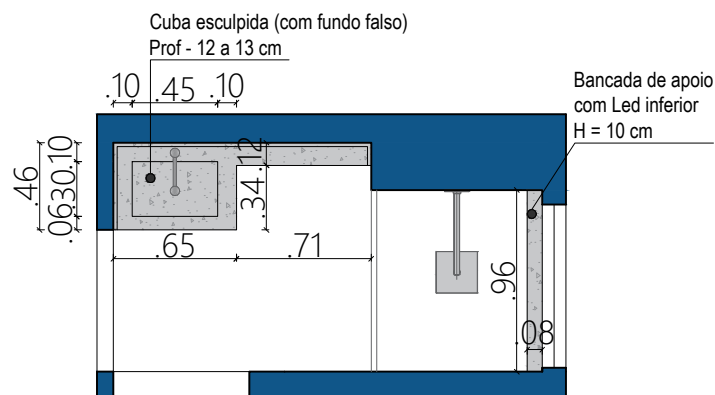 Cuba esculpida (com fundo falso)
Prof - 12 a 13 cm
.10 .45 .10
Bancada de apoio
com Led inferior
H = 10 cm
.46
.10
.30
.06
.12
.34
.65
.71
.96
.08